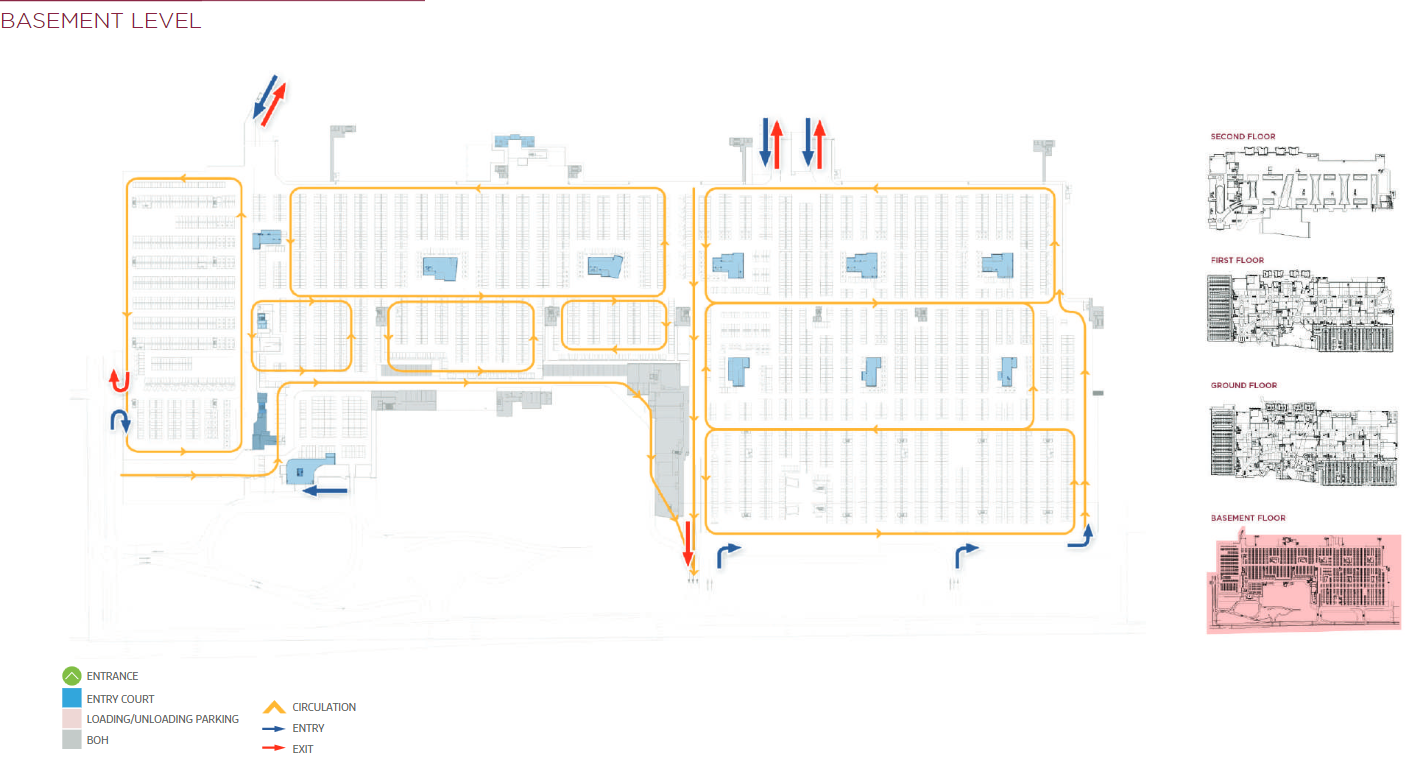 BASEMENT LEVEL
SECOND FLOOR
FIRST FLOOR
GROUND FLOOR
BASEMENT FLOOR
ENTRANCE
ENTRY COURT
LOADING/UNLOADING PARKING
BOH
CIRCULATION
ENTRY
EXIT